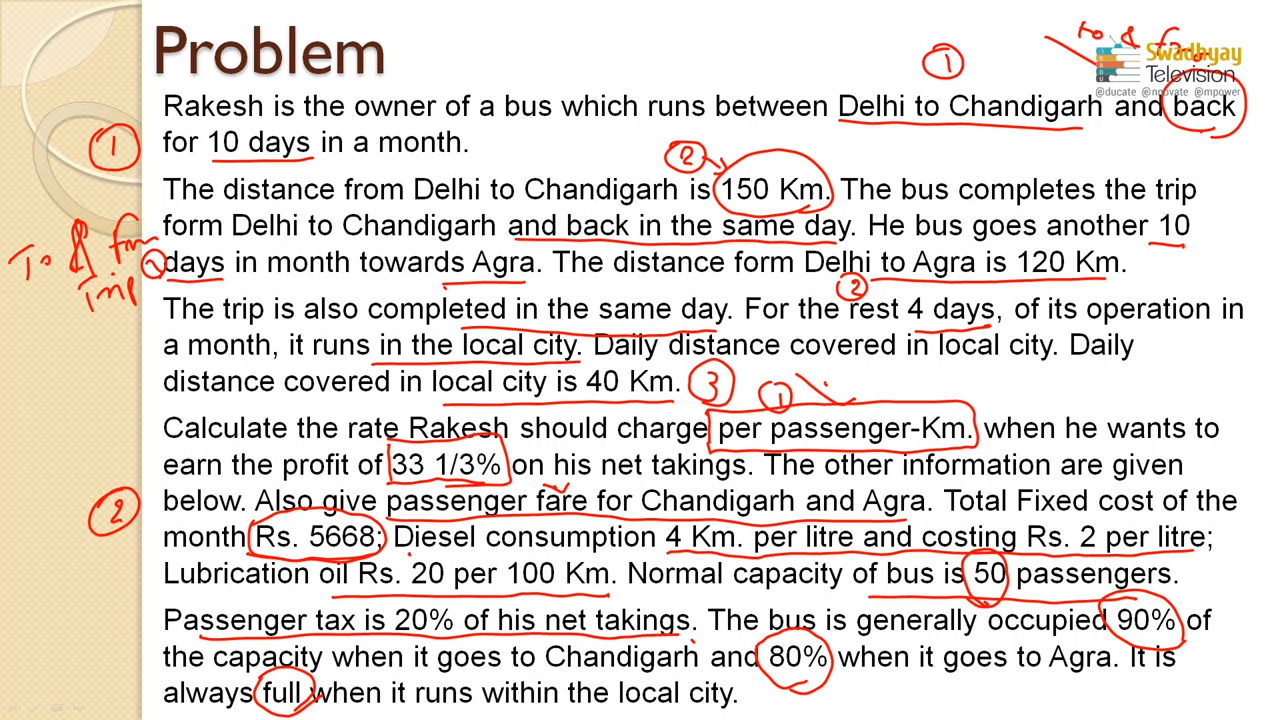 Problem
to & fro
Swadhyay
Television
@ducate @nnovate @mpower
1
Rakesh is the owner of a bus which runs between Delhi to Chandigarh and back
1
for 10 days in a month.
2
The distance from Delhi to Chandigarh is 150 Km. The bus completes the trip
form Delhi to Chandigarh and back in the same day. He bus goes another 10
To & fro
Trip
2
days in month towards Agra. The distance form Delhi to Agra is 120 Km.
2
The trip is also completed in the same day. For the rest 4 days, of its operation in
a month, it runs in the local city. Daily distance covered in local city. Daily
distance covered in local city is 40 Km.
3
1
Calculate the rate Rakesh should charge per passenger-Km. when he wants to
earn the profit of 33 1/3% on his net takings. The other information are given
2
below. Also give passenger fare for Chandigarh and Agra. Total Fixed cost of the
month Rs. 5668; Diesel consumption 4 Km. per litre and costing Rs. 2 per litre;
Lubrication oil Rs. 20 per 100 Km. Normal capacity of bus is 50 passengers.
Passenger tax is 20% of his net takings. The bus is generally occupied 90% of
the capacity when it goes to Chandigarh and 80% when it goes to Agra. It is
always full when it runs within the local city.